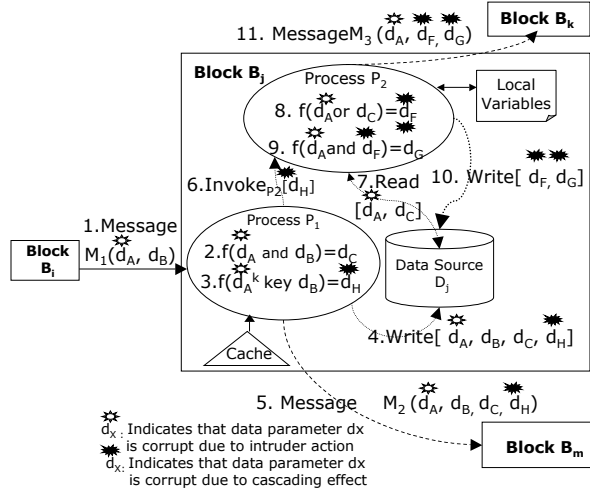 11. MessageM3 (dA, dF, dG)
Block Bk
Block Bj
Process P2
8. f(dA or dC)=dF
9. f(dA and dF)=dG
Local
Variables
6.InvokeP2[dH]
7.Read
[dA, dC]
10. Write[ dF, dG]
1.Message
M1(dA, dB)
Block
Bi
Process P1
2.f(dA and dB)=dC
3.f(dA k key dB)=dH
Data Source
Dj
4.Write[ dA, dB, dC, dH]
Cache
5. Message M2 (dA, dB, dC, dH)
Block Bm
dX: Indicates that data parameter dx
is corrupt due to intruder action
dX: Indicates that data parameter dx
is corrupt due to cascading effect